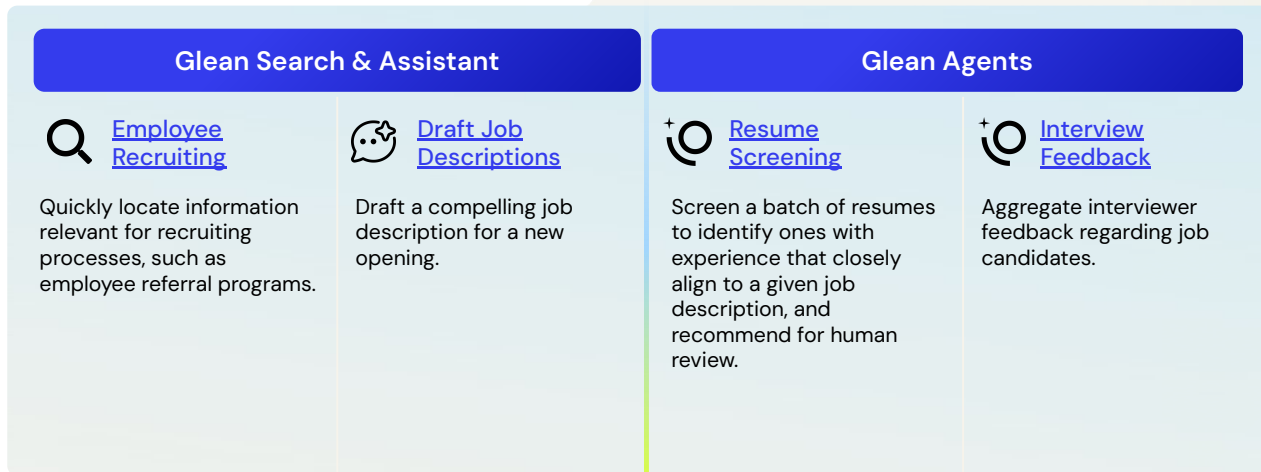 Glean Search & Assistant
Employee
Recruiting
Quickly locate information
relevant for recruiting
processes, such as
employee referral programs.
Draft Job
Descriptions
Draft a compelling job
description for a new
opening.
Glean Agents
Resume
Screening
Screen a batch of resumes
to identify ones with
experience that closely
align to a given job
description, and
recommend for human
review.
Interview
Feedback
Aggregate interviewer
feedback regarding job
candidates.